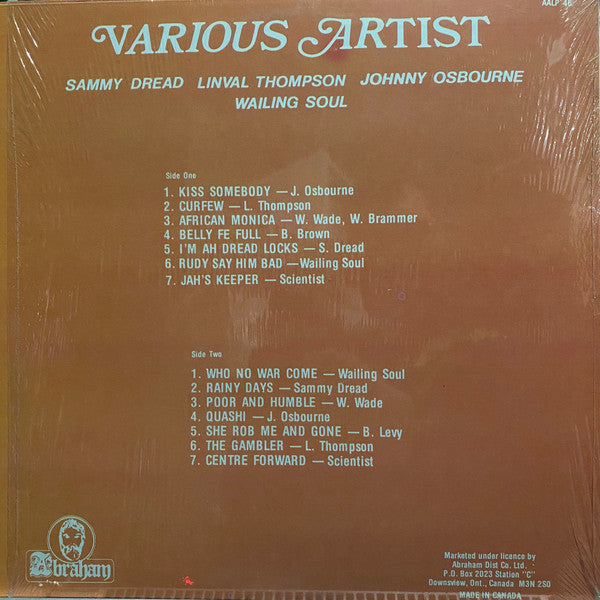 AALP 46
VARIOUS ARTIST
SAMMY DREAD LINVAL THOMPSON JOHNNY OSBOURNE
WAILING SOUL
Side One
1. KISS SOMEBODY — J. Osbourne
2. CURFEW — L. Thompson
3. AFRICAN MONICA — W. Wade, W. Brammer
4. BELLY FE FULL — B. Brown
5. I'M AH DREAD LOCKS — S. Dread
6. RUDY SAY HIM BAD —Wailing Soul
7. JAH'S KEEPER — Scientist
Side Two
1. WHO NO WAR COME — Wailing Soul
2. RAINY DAYS — Sammy Dread
3. POOR AND HUMBLE — W. Wade
4. QUASHI — J. Osbourne
5. SHE ROB ME AND GONE — B. Levy
6. THE GAMBLER — L. Thompson
7. CENTRE FORWARD — Scientist
Abraham
Marketed under licence by
Abraham Dist Co. Ltd.
P.O. Box 2023 Station "C"
Downsview, Ont., Canada M3N 2S0
MADE IN CANADA